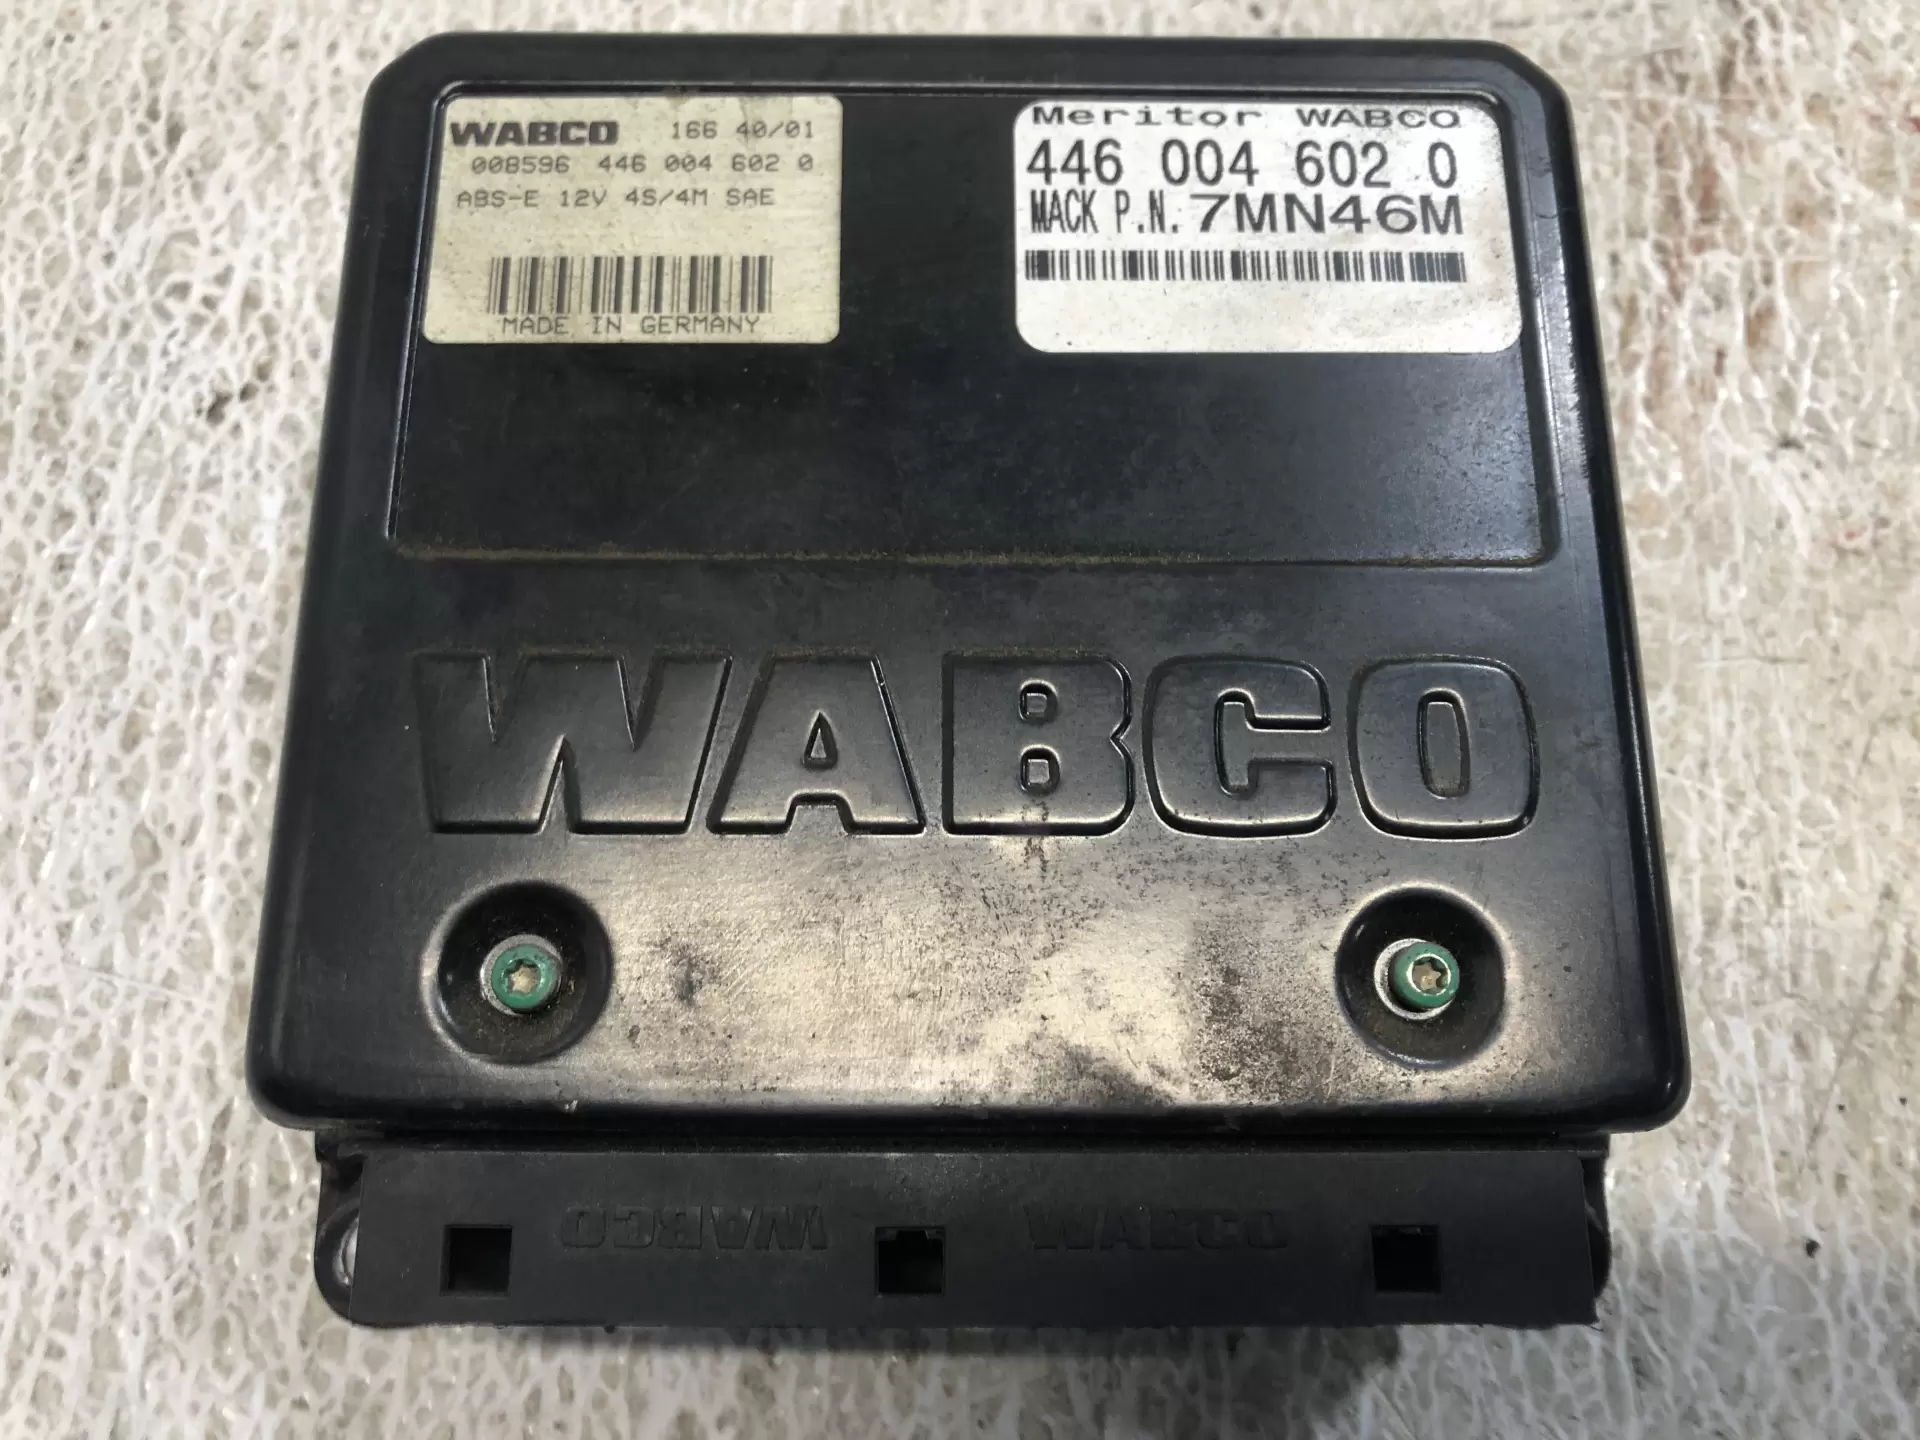 WABCO 166 40/01
008596 446 004 602 0
ABS-E 12V 4S/4M SAE
MADE IN GERMANY
Meritor WABCO
446 004 602 0
MACK P.N. 7MN46M
WABCO
WABCO WABCO